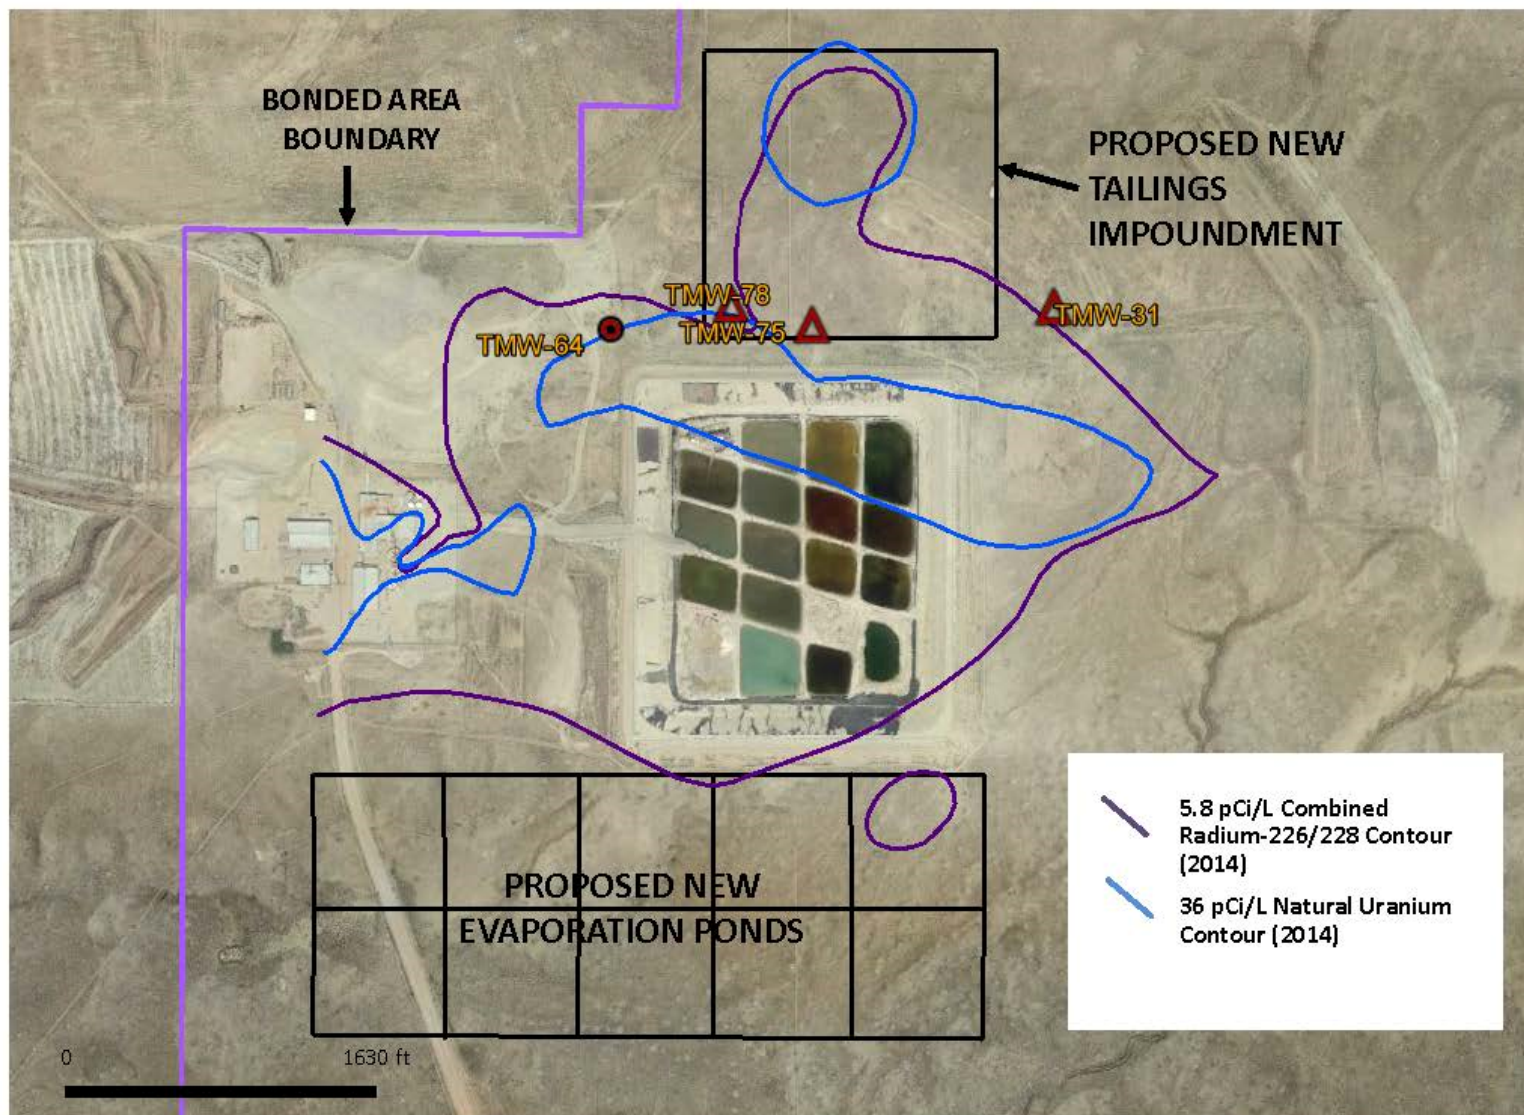 BONDED AREA
BOUNDARY
PROPOSED NEW
TAILINGS
IMPOUNDMENT
TMW-78
TMW-75
TMW-31
TMW-64
5.8 pCi/L Combined
Radium-226/228 Contour
(2014)
36 pCi/L Natural Uranium
Contour (2014)
PROPOSED NEW
EVAPORATION PONDS
0
1630 ft